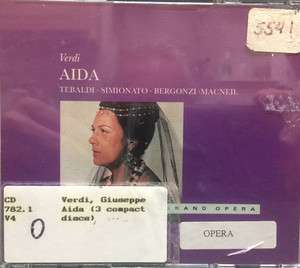 5541
Verdi
AIDA
TEBALDI · SIMIONATO · BERGONZI · MACNEIL
GRAND OPERA
CD Verdi, Giuseppe
782.1 Aida (3 compact
V4 discs)
O
OPERA